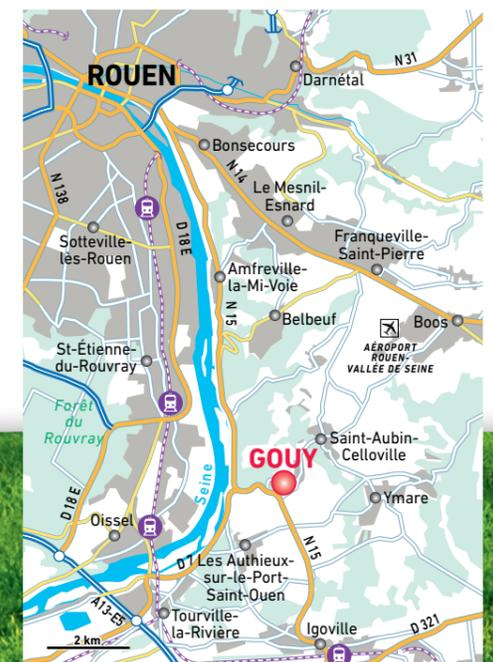 ROUEN
Darnétal
N31
Bonsecours
N14
Le Mesnil-
Esnard
N138
D18E
Sotteville-
lès-Rouen
Franqueville-
Saint-Pierre
Amfreville-
la-Mi-Voie
N15
Belbeuf
Boos
AÉROPORT
ROUEN-
VALLÉE DE SEINE
St-Étienne-
du-Rouvray
Forêt
du
Rouvray
Saint-Aubin-
Celloville
GOUY
Seine
D18E
Ymare
Oissel
N15
D7
Les Authieux-
sur-le-Port-
Saint-Ouen
A13-E5
Tourville-
la-Rivière
Igoville
D321
2 km